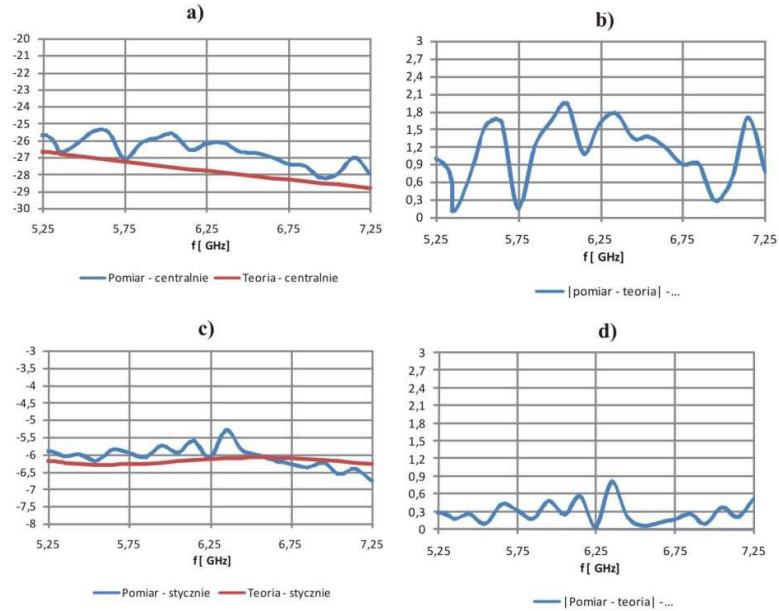 a)
-20
-21
-22
-23
-24
-25
-26
-27
-28
-29
-30
5,25 5,75 6,25 6,75 7,25
f [ GHz]
Pomiar - centralnie Teoria - centralnie
b)
3
2,7
2,4
2,1
1,8
1,5
1,2
0,9
0,6
0,3
0
5,25 5,75 6,25 6,75 7,25
f [ GHz]
|pomiar - teoria| -...
c)
-3
-3,5
-4
-4,5
-5
-5,5
-6
-6,5
-7
-7,5
-8
5,25 5,75 6,25 6,75 7,25
f [ GHz]
Pomiar - stycznie Teoria - stycznie
d)
3
2,7
2,4
2,1
1,8
1,5
1,2
0,9
0,6
0,3
0
5,25 5,75 6,25 6,75 7,25
f [ GHz]
|Pomiar - teoria| -...